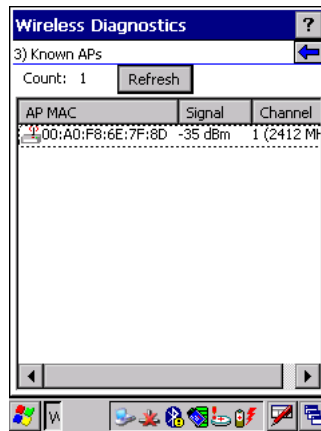 Wireless Diagnostics ?
3) Known APs
Count: 1 Refresh
AP MAC Signal Channel
00:A0:F8:6E:7F:8D -35 dBm 1 (2412 MH